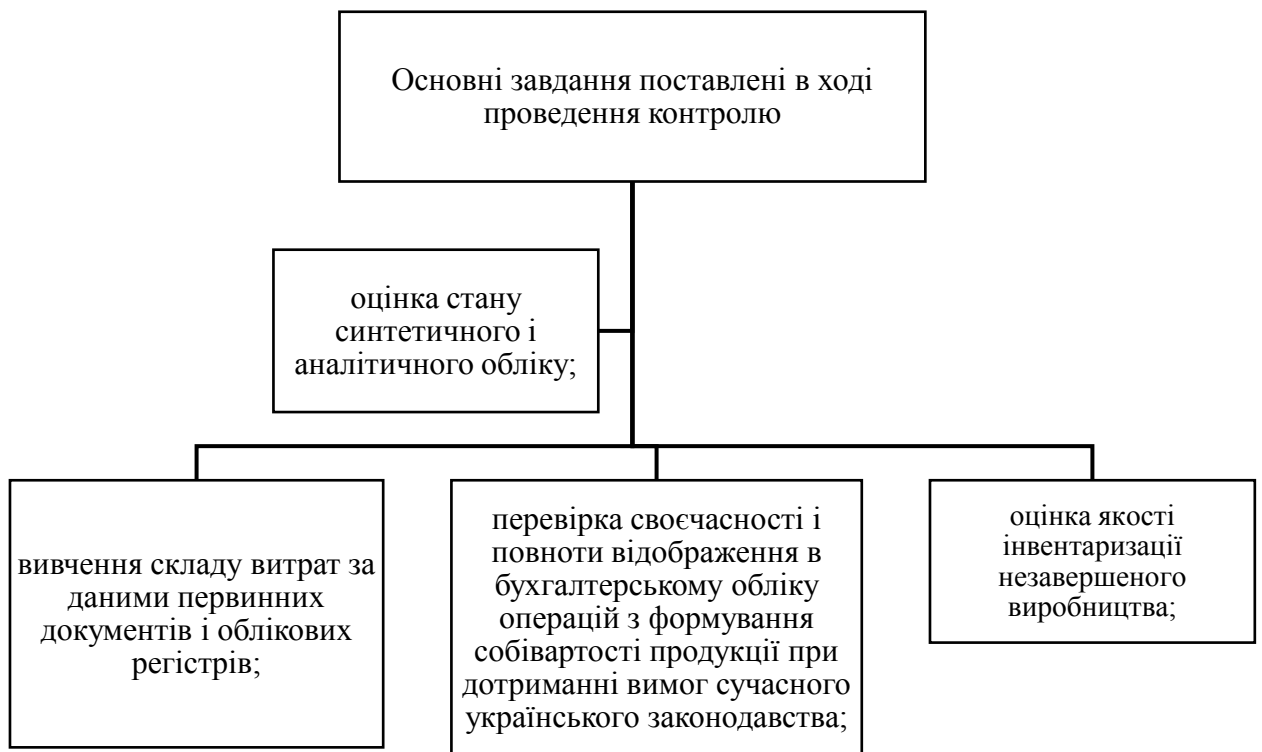 Основні завдання поставлені в ході
проведення контролю
оцінка стану
синтетичного і
аналітичного обліку;
вивчення складу витрат за
даними первинних
документів і облікових
регістрів;
перевірка своєчасності і
повноти відображення в
бухгалтерському обліку
операцій з формування
собівартості продукції при
дотриманні вимог сучасного
українського законодавства;
оцінка якості
інвентаризації
незавершеного
виробництва;